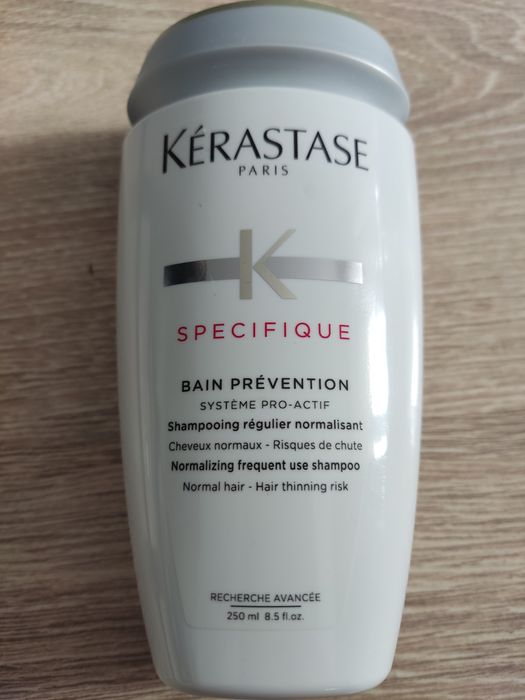 KÉRASTASE
PARIS
K
SPECIFIQUE
BAIN PRÉVENTION
SYSTÈME PRO-ACTIF
Shampooing régulier normalisant
Cheveux normaux - Risques de chute
Normalizing frequent use shampoo
Normal hair - Hair thinning risk
RECHERCHE AVANCÉE
250 ml 8.5 fl.oz.